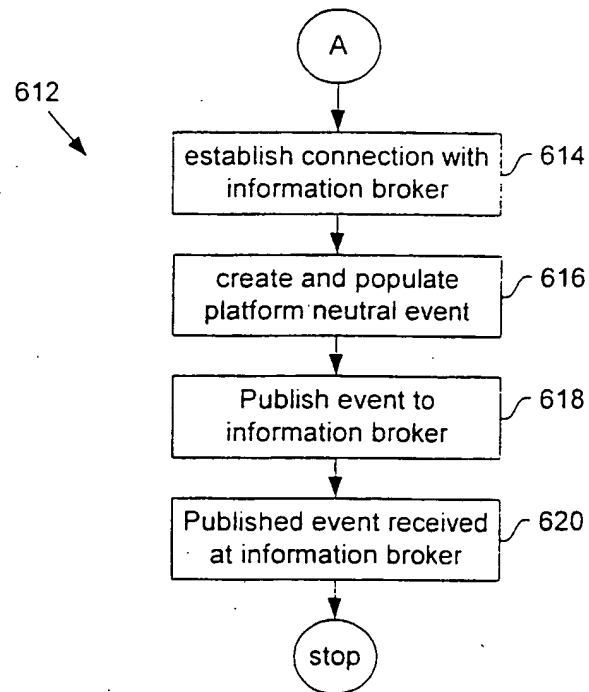 A
612
establish connection with
information broker
614
create and populate
platform neutral event
616
Publish event to
information broker
618
Published event received
at information broker
620
stop